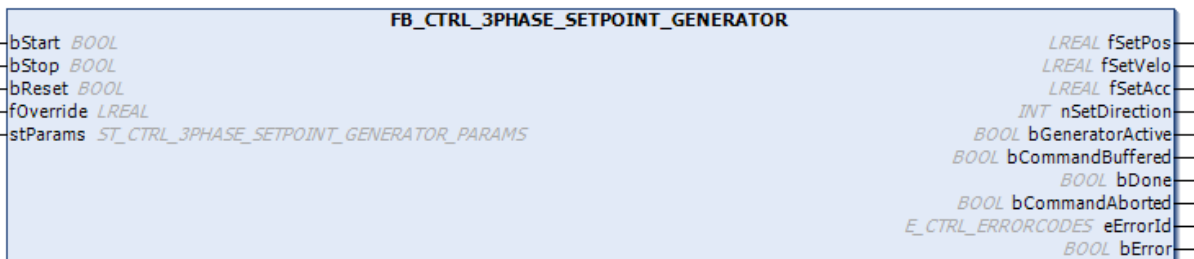 FB_CTRL_3PHASE_SETPOINT_GENERATOR
bStart BOOL LREAL fSetPos
bStop BOOL LREAL fSetVelo
bReset BOOL LREAL fSetAcc
fOverride LREAL INT nSetDirection
stParams ST_CTRL_3PHASE_SETPOINT_GENERATOR_PARAMS BOOL bGeneratorActive
BOOL bCommandBuffered
BOOL bDone
BOOL bCommandAborted
E_CTRL_ERRORCODES eErrorId
BOOL bError